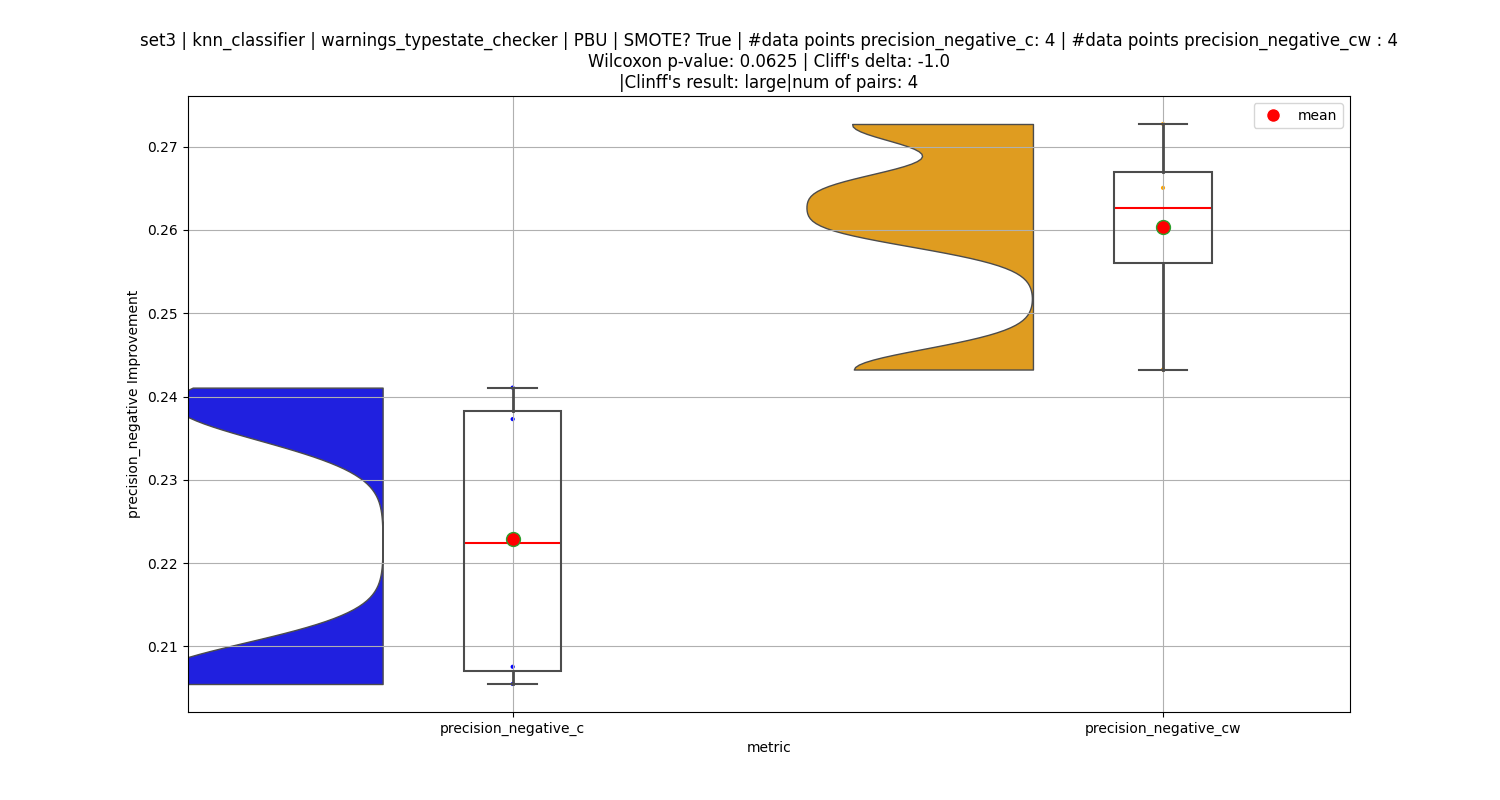 set3 | knn_classifier | warnings_typestate_checker | PBU | SMOTE? True | #data points precision_negative_c: 4 | #data points precision_negative_cw : 4
Wilcoxon p-value: 0.0625 | Cliff's delta: -1.0
|Clinff's result: large|num of pairs: 4
mean
0.27
0.26
0.25
0.24
0.23
0.22
0.21
precision_negative Improvement
precision_negative_c
precision_negative_cw
metric